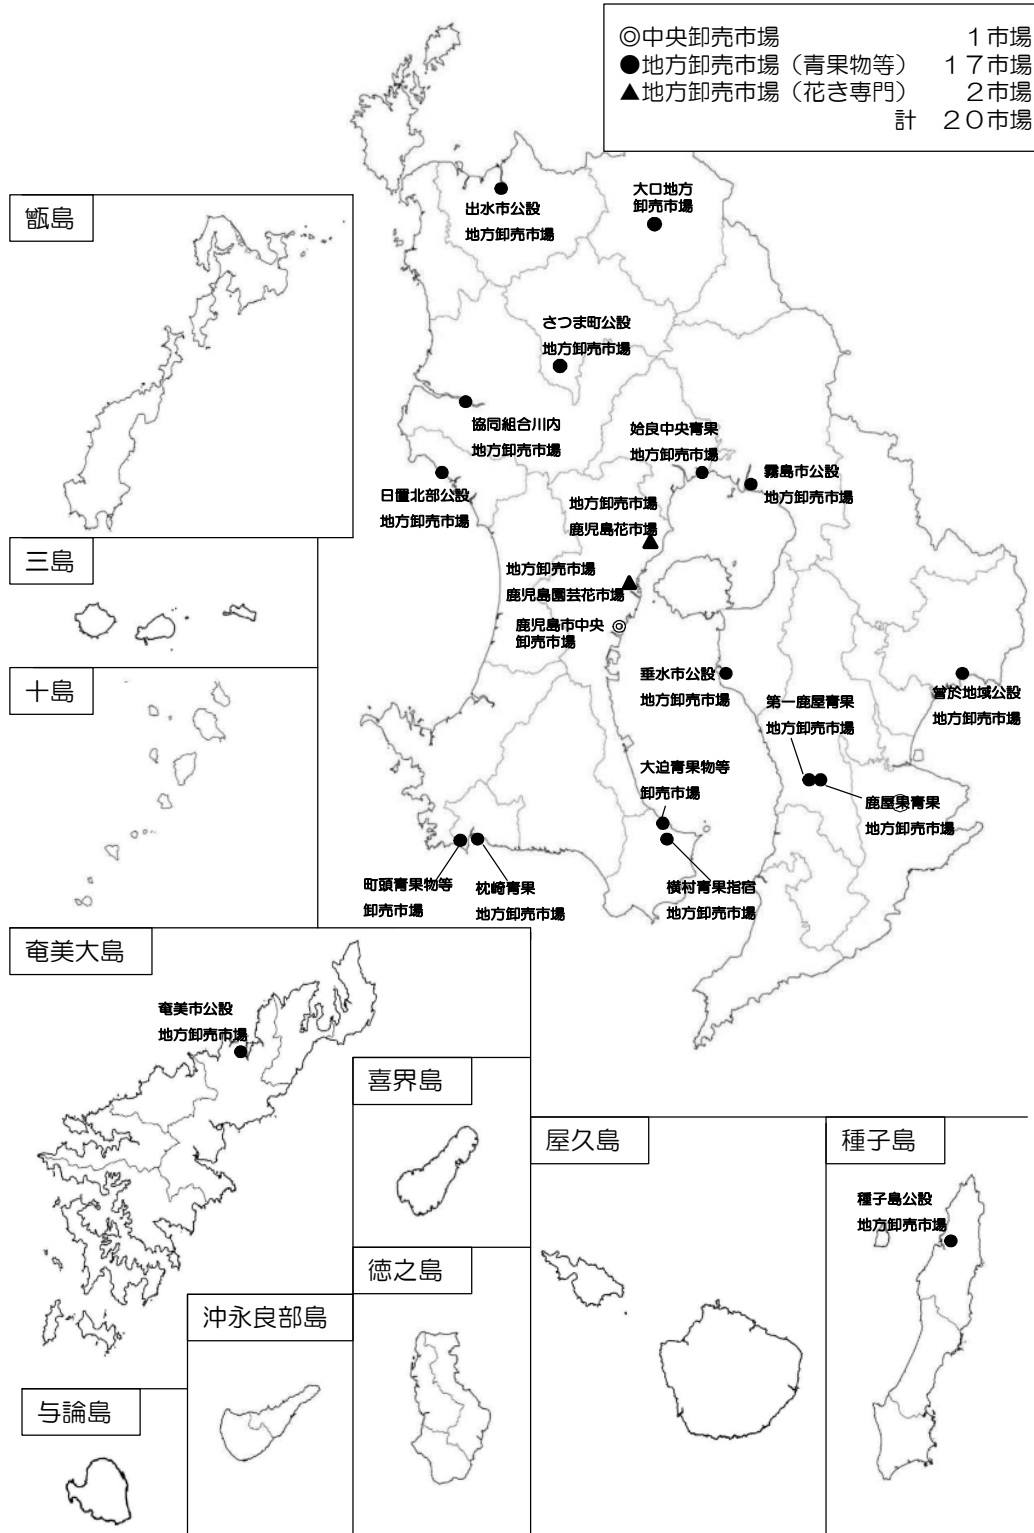 ◎中央卸売市場 1市場
●地方卸売市場（青果物等） 17市場
▲地方卸売市場（花き専門） 2市場
計 20市場
甑島
出水市公設
地方卸売市場
大口地方
卸売市場
さつま町公設
地方卸売市場
協同組合川内
地方卸売市場
姶良中央青果
地方卸売市場
霧島市公設
地方卸売市場
日置北部公設
地方卸売市場
地方卸売市場
鹿児島花市場
三島
地方卸売市場
鹿児島園芸花市場
鹿児島市中央
卸売市場
十島
垂水市公設
地方卸売市場
第一鹿屋青果
地方卸売市場
曽於地域公設
地方卸売市場
大迫青果物等
卸売市場
鹿屋東青果
地方卸売市場
町頭青果物等
卸売市場
枕崎青果
地方卸売市場
横村青果指宿
地方卸売市場
奄美大島
奄美市公設
地方卸売市場
喜界島
屋久島
種子島
種子島公設
地方卸売市場
徳之島
沖永良部島
与論島